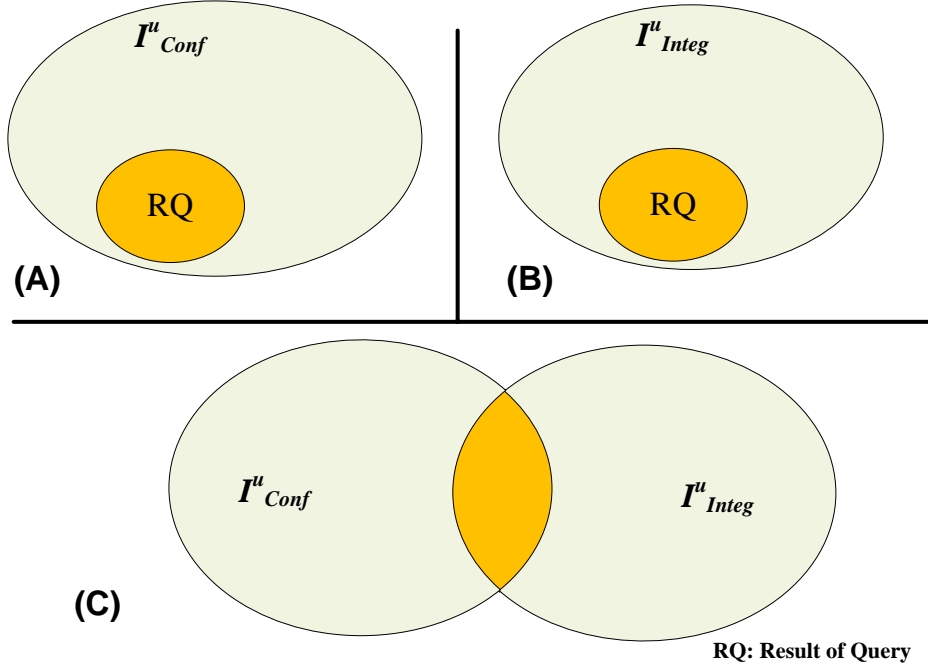 I^u_Conf
RQ
(A)
I^u_Integ
RQ
(B)
I^u_Conf
I^u_Integ
(C)
RQ: Result of Query